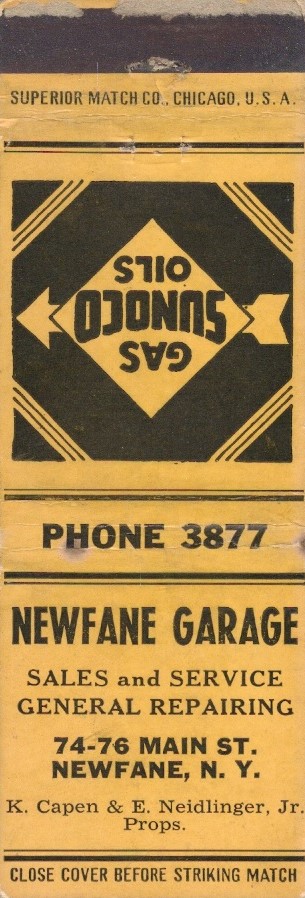 SUPERIOR MATCH CO., CHICAGO, U.S.A.
GAS
SUNOCO
OILS
PHONE 3877
NEWFANE GARAGE
SALES and SERVICE
GENERAL REPAIRING
74-76 MAIN ST.
NEWFANE, N. Y.
K. Capen & E. Neidlinger, Jr.
Props.
CLOSE COVER BEFORE STRIKING MATCH